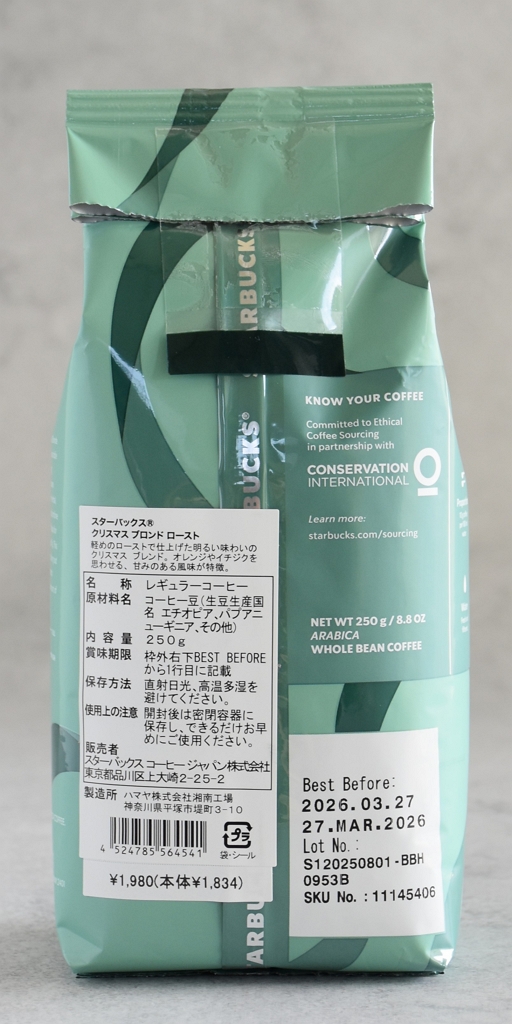 STARBUCKS
STARBUCKS®
KNOW YOUR COFFEE
Committed to Ethical
Coffee Sourcing
in partnership with
CONSERVATION
INTERNATIONAL
Learn more:
starbucks.com/sourcing
NET WT 250 g / 8.8 OZ
ARABICA
WHOLE BEAN COFFEE
スターバックス®
クリスマス ブロンド ロースト
軽めのローストで仕上げた明るい味わいの
クリスマス ブレンド。オレンジやイチジクを
思わせる、甘みのある風味が特徴。
名 称 レギュラーコーヒー
原材料名 コーヒー豆(生豆生産国
名 エチオピア、パプアニ
ューギニア、その他)
内 容 量 250g
賞味期限 枠外右下BEST BEFORE
から1行目に記載
保存方法 直射日光、高温多湿を
避けてください。
使用上の注意 開封後は密閉容器に
保存し、できるだけお早
めにご使用ください。
販売者
スターバックス コーヒー ジャパン株式会社
東京都品川区上大崎2-25-2
製造所 ハマヤ株式会社湘南工場
神奈川県平塚市堤町3-10
4 524785 564541
プラ
袋・シール
¥1,980(本体¥1,834)
Best Before:
2026.03.27
27.MAR.2026
Lot No.:
S120250801-BBH
0953B
SKU No.:11145406
ARBU